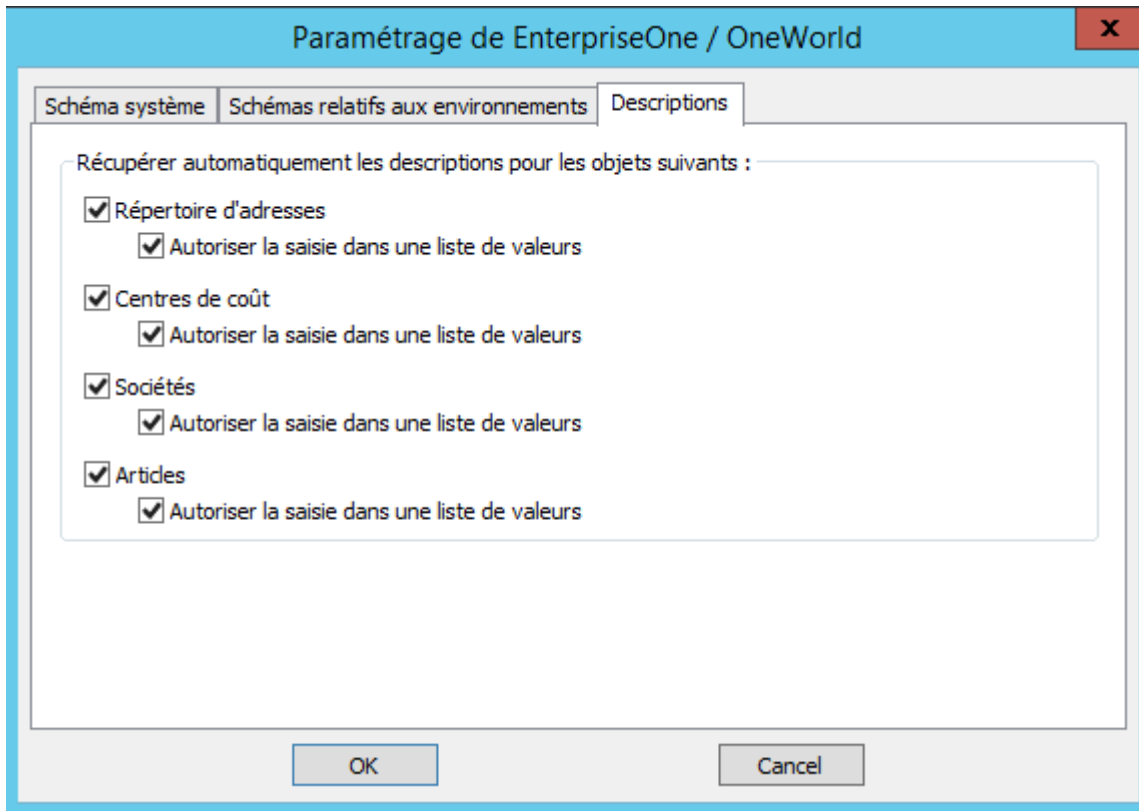 Paramétrage de EnterpriseOne / OneWorld
x
Schéma système
Schémas relatifs aux environnements
Descriptions
Récupérer automatiquement les descriptions pour les objets suivants :
Répertoire d'adresses
Autoriser la saisie dans une liste de valeurs
Centres de coût
Autoriser la saisie dans une liste de valeurs
Sociétés
Autoriser la saisie dans une liste de valeurs
Articles
Autoriser la saisie dans une liste de valeurs
OK
Cancel